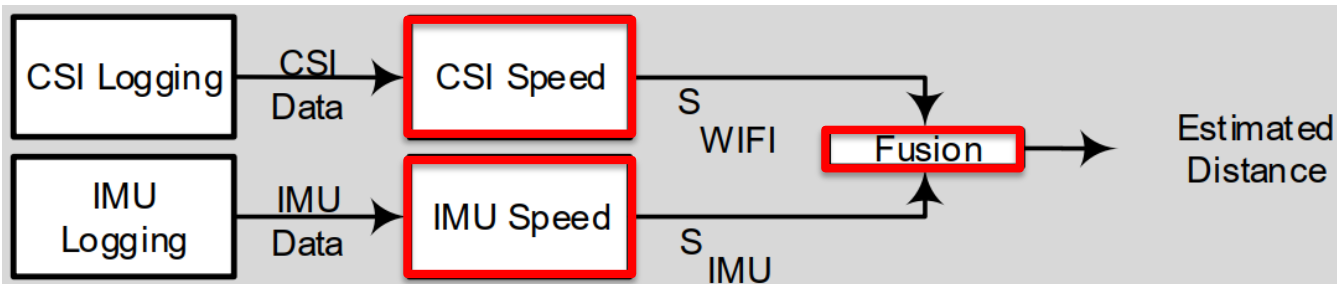 CSI Logging
CSI
Data
CSI Speed
S
WIFI
Fusion
Estimated
Distance
IMU
Logging
IMU
Data
IMU Speed
S
IMU